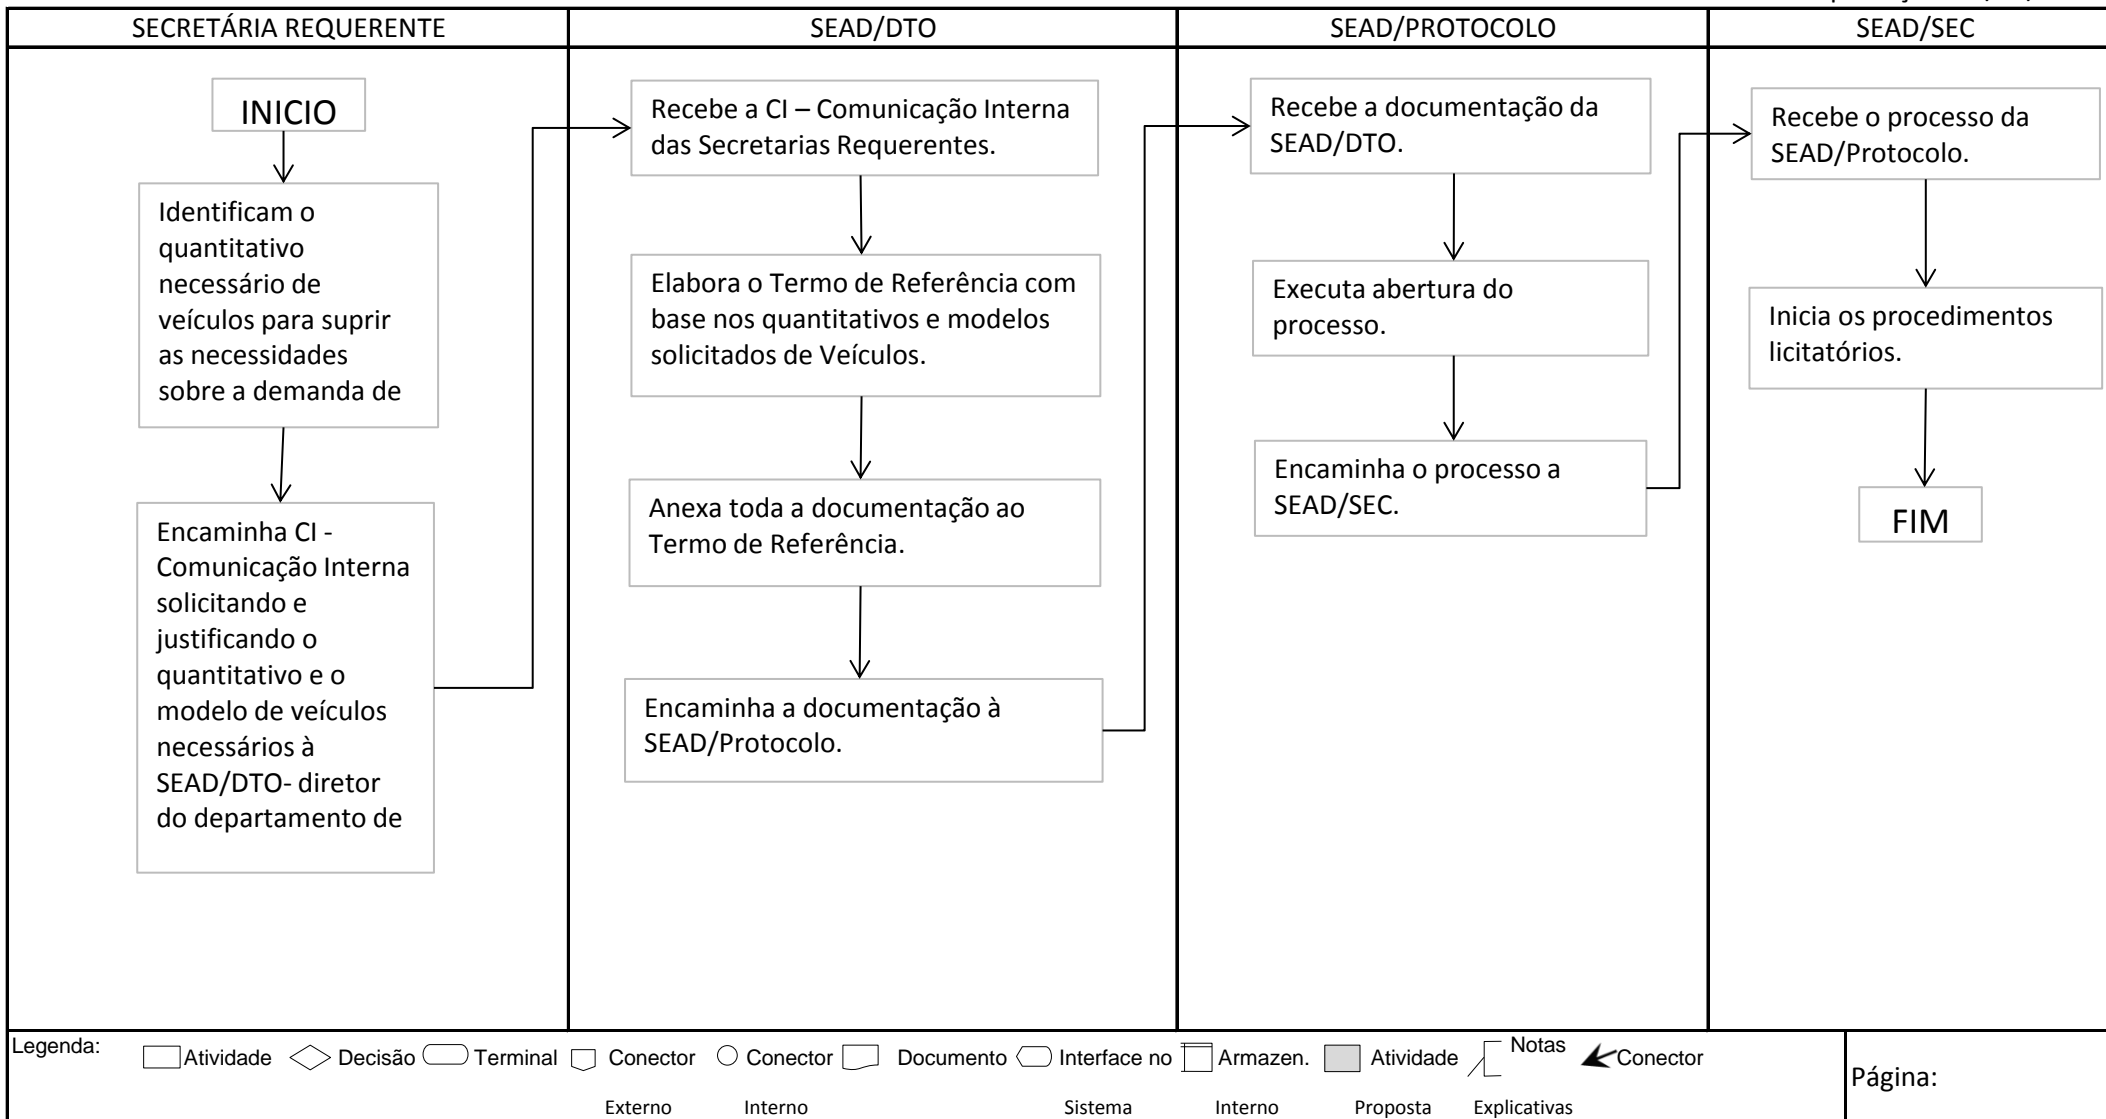 SECRETÁRIA REQUERENTE
SEAD/DTO
SEAD/PROTOCOLO
SEAD/SEC
INICIO
Identificam o
quantitativo
necessário de
veículos para suprir
as necessidades
sobre a demanda de
Encaminha CI -
Comunicação Interna
solicitando e
justificando o
quantitativo e o
modelo de veículos
necessários à
SEAD/DTO- diretor
do departamento de
Recebe a CI – Comunicação Interna
das Secretarias Requerentes.
Elabora o Termo de Referência com
base nos quantitativos e modelos
solicitados de Veículos.
Anexa toda a documentação ao
Termo de Referência.
Encaminha a documentação à
SEAD/Protocolo.
Recebe a documentação da
SEAD/DTO.
Executa abertura do
processo.
Encaminha o processo a
SEAD/SEC.
Recebe o processo da
SEAD/Protocolo.
Inicia os procedimentos
licitatórios.
FIM
Legenda:
Atividade
Decisão
Terminal
Conector
Externo
Conector
Interno
Documento
Interface no
Sistema
Armazen.
Interno
Atividade
Proposta
Notas
Explicativas
Conector
Página: